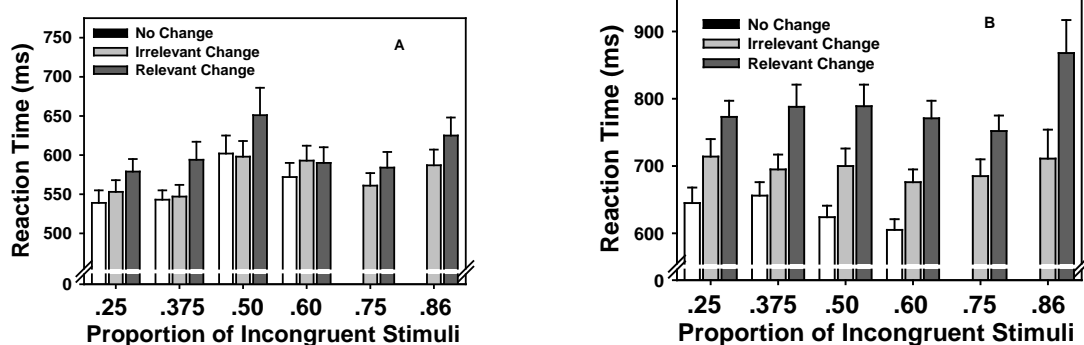 No Change
Irrelevant Change
Relevant Change
A
Reaction Time (ms)
750
700
650
600
550
500
0
.25 .375 .50 .60 .75 .86
Proportion of Incongruent Stimuli
No Change
Irrelevant Change
Relevant Change
B
Reaction Time (ms)
900
800
700
600
0
.25 .375 .50 .60 .75 .86
Proportion of Incongruent Stimuli